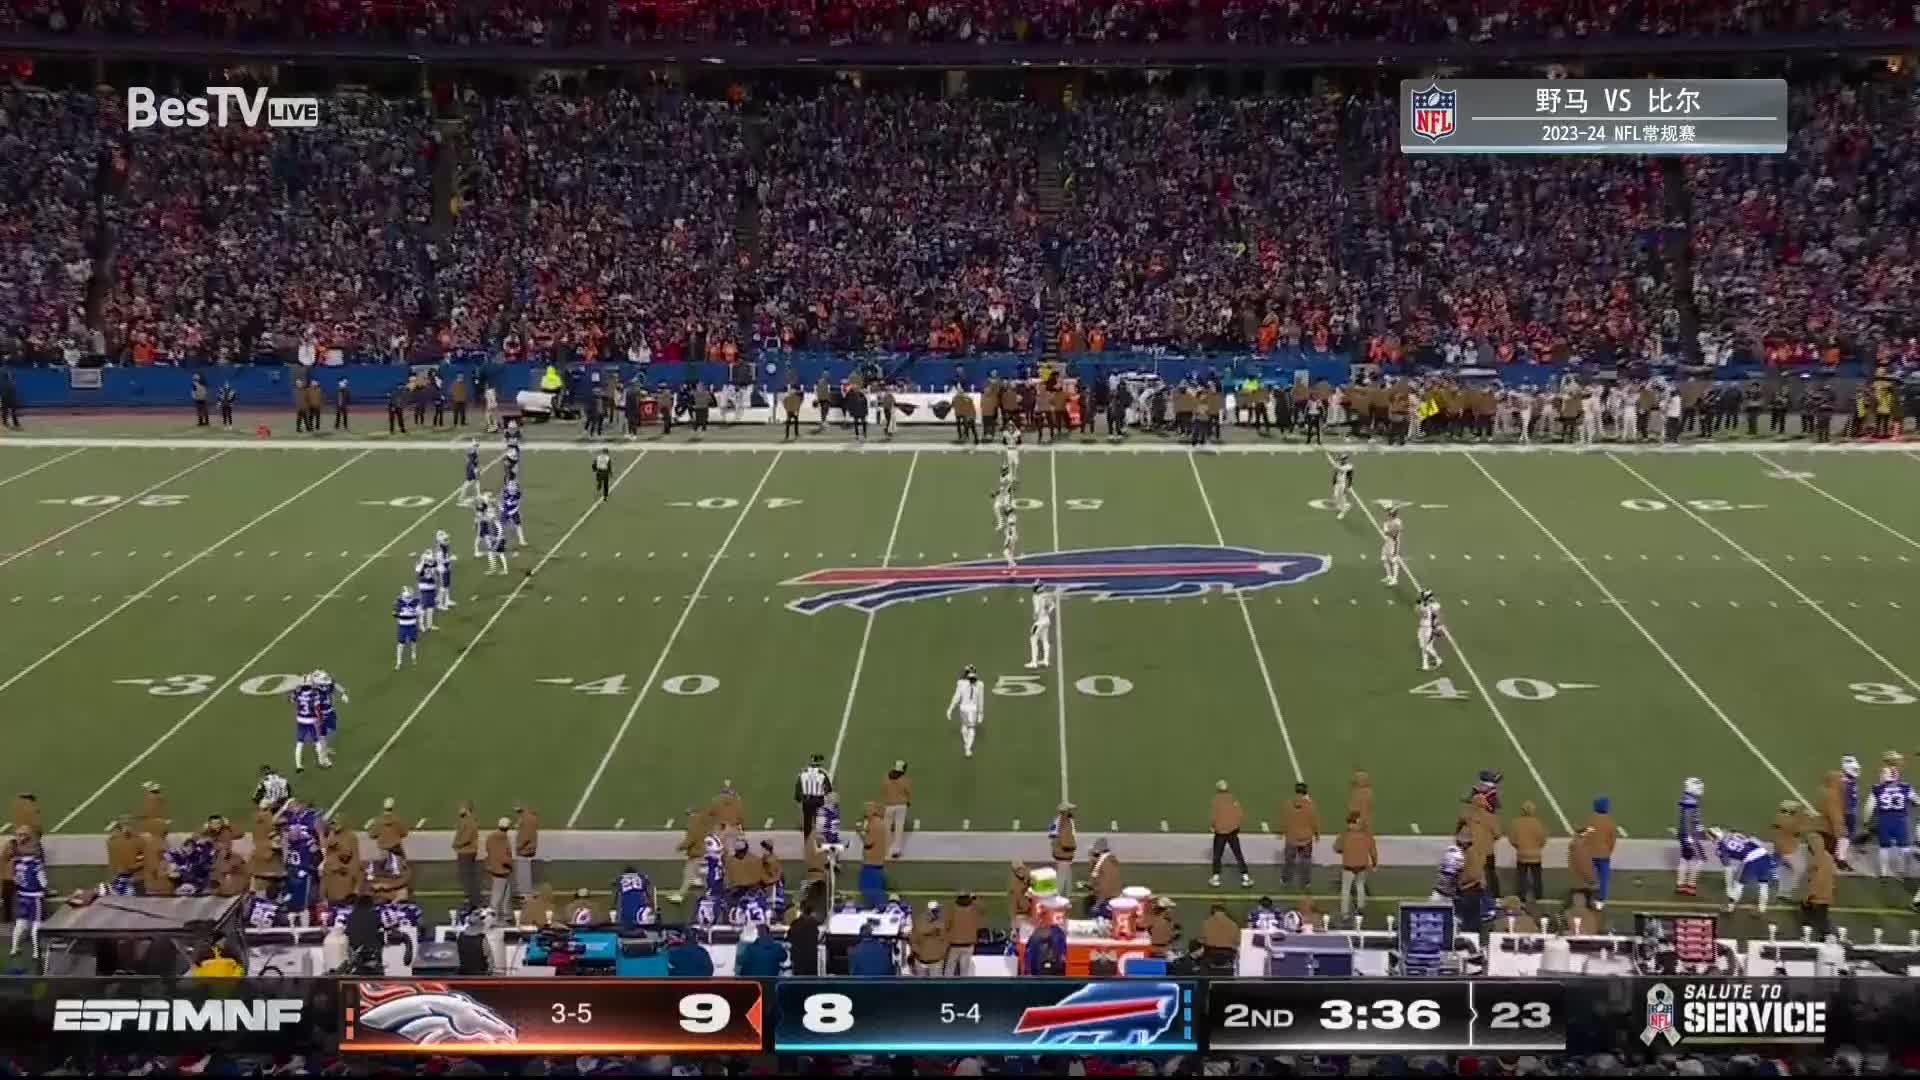 BesTV LIVE
NFL
野马 VS 比尔
2023-24 NFL常规赛
30 40 50 40
ESPN MNF 3-5 9 8 5-4 2ND 3:36 23
NFL SALUTE TO
SERVICE